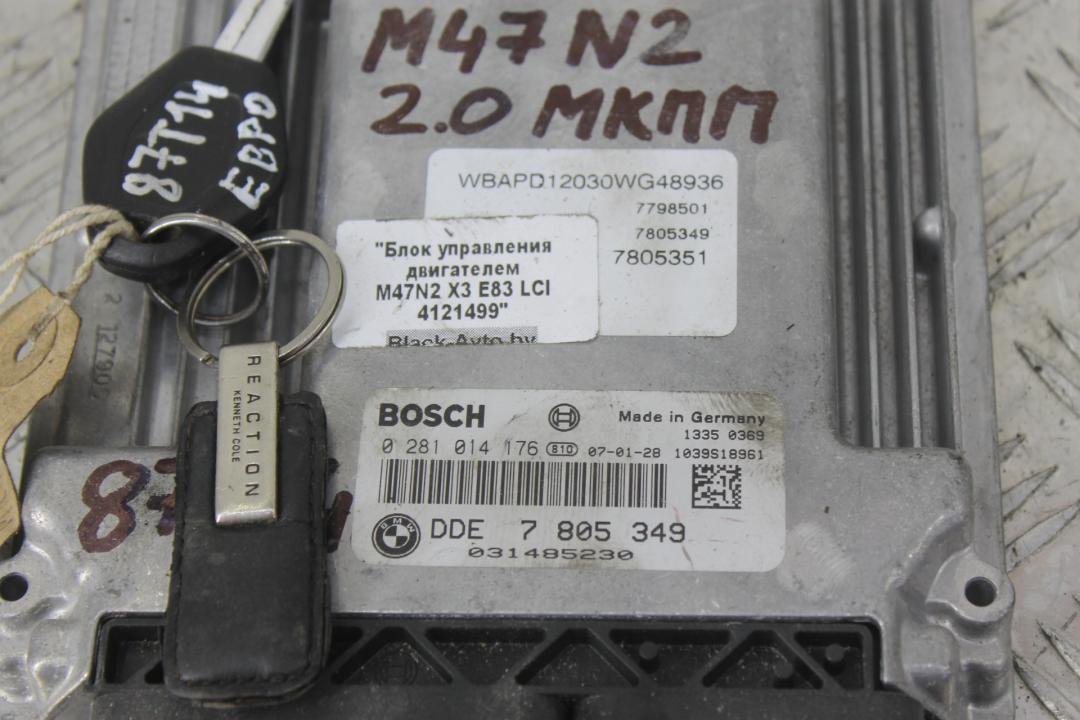 M47N2
2.0 МКПП
87T14
ЕВРО
WBAPD12030WG48936
7798501
7805349
7805351
"Блок управления
двигателем
M47N2 X3 E83 LCI
4121499"
Black-Avto.by
REACTION
KENNETH COLE
BOSCH
Made in Germany
1335 0369
0 281 014 176 810 07-01-28 1039S18961
BMW
DDE 7 805 349
031485230